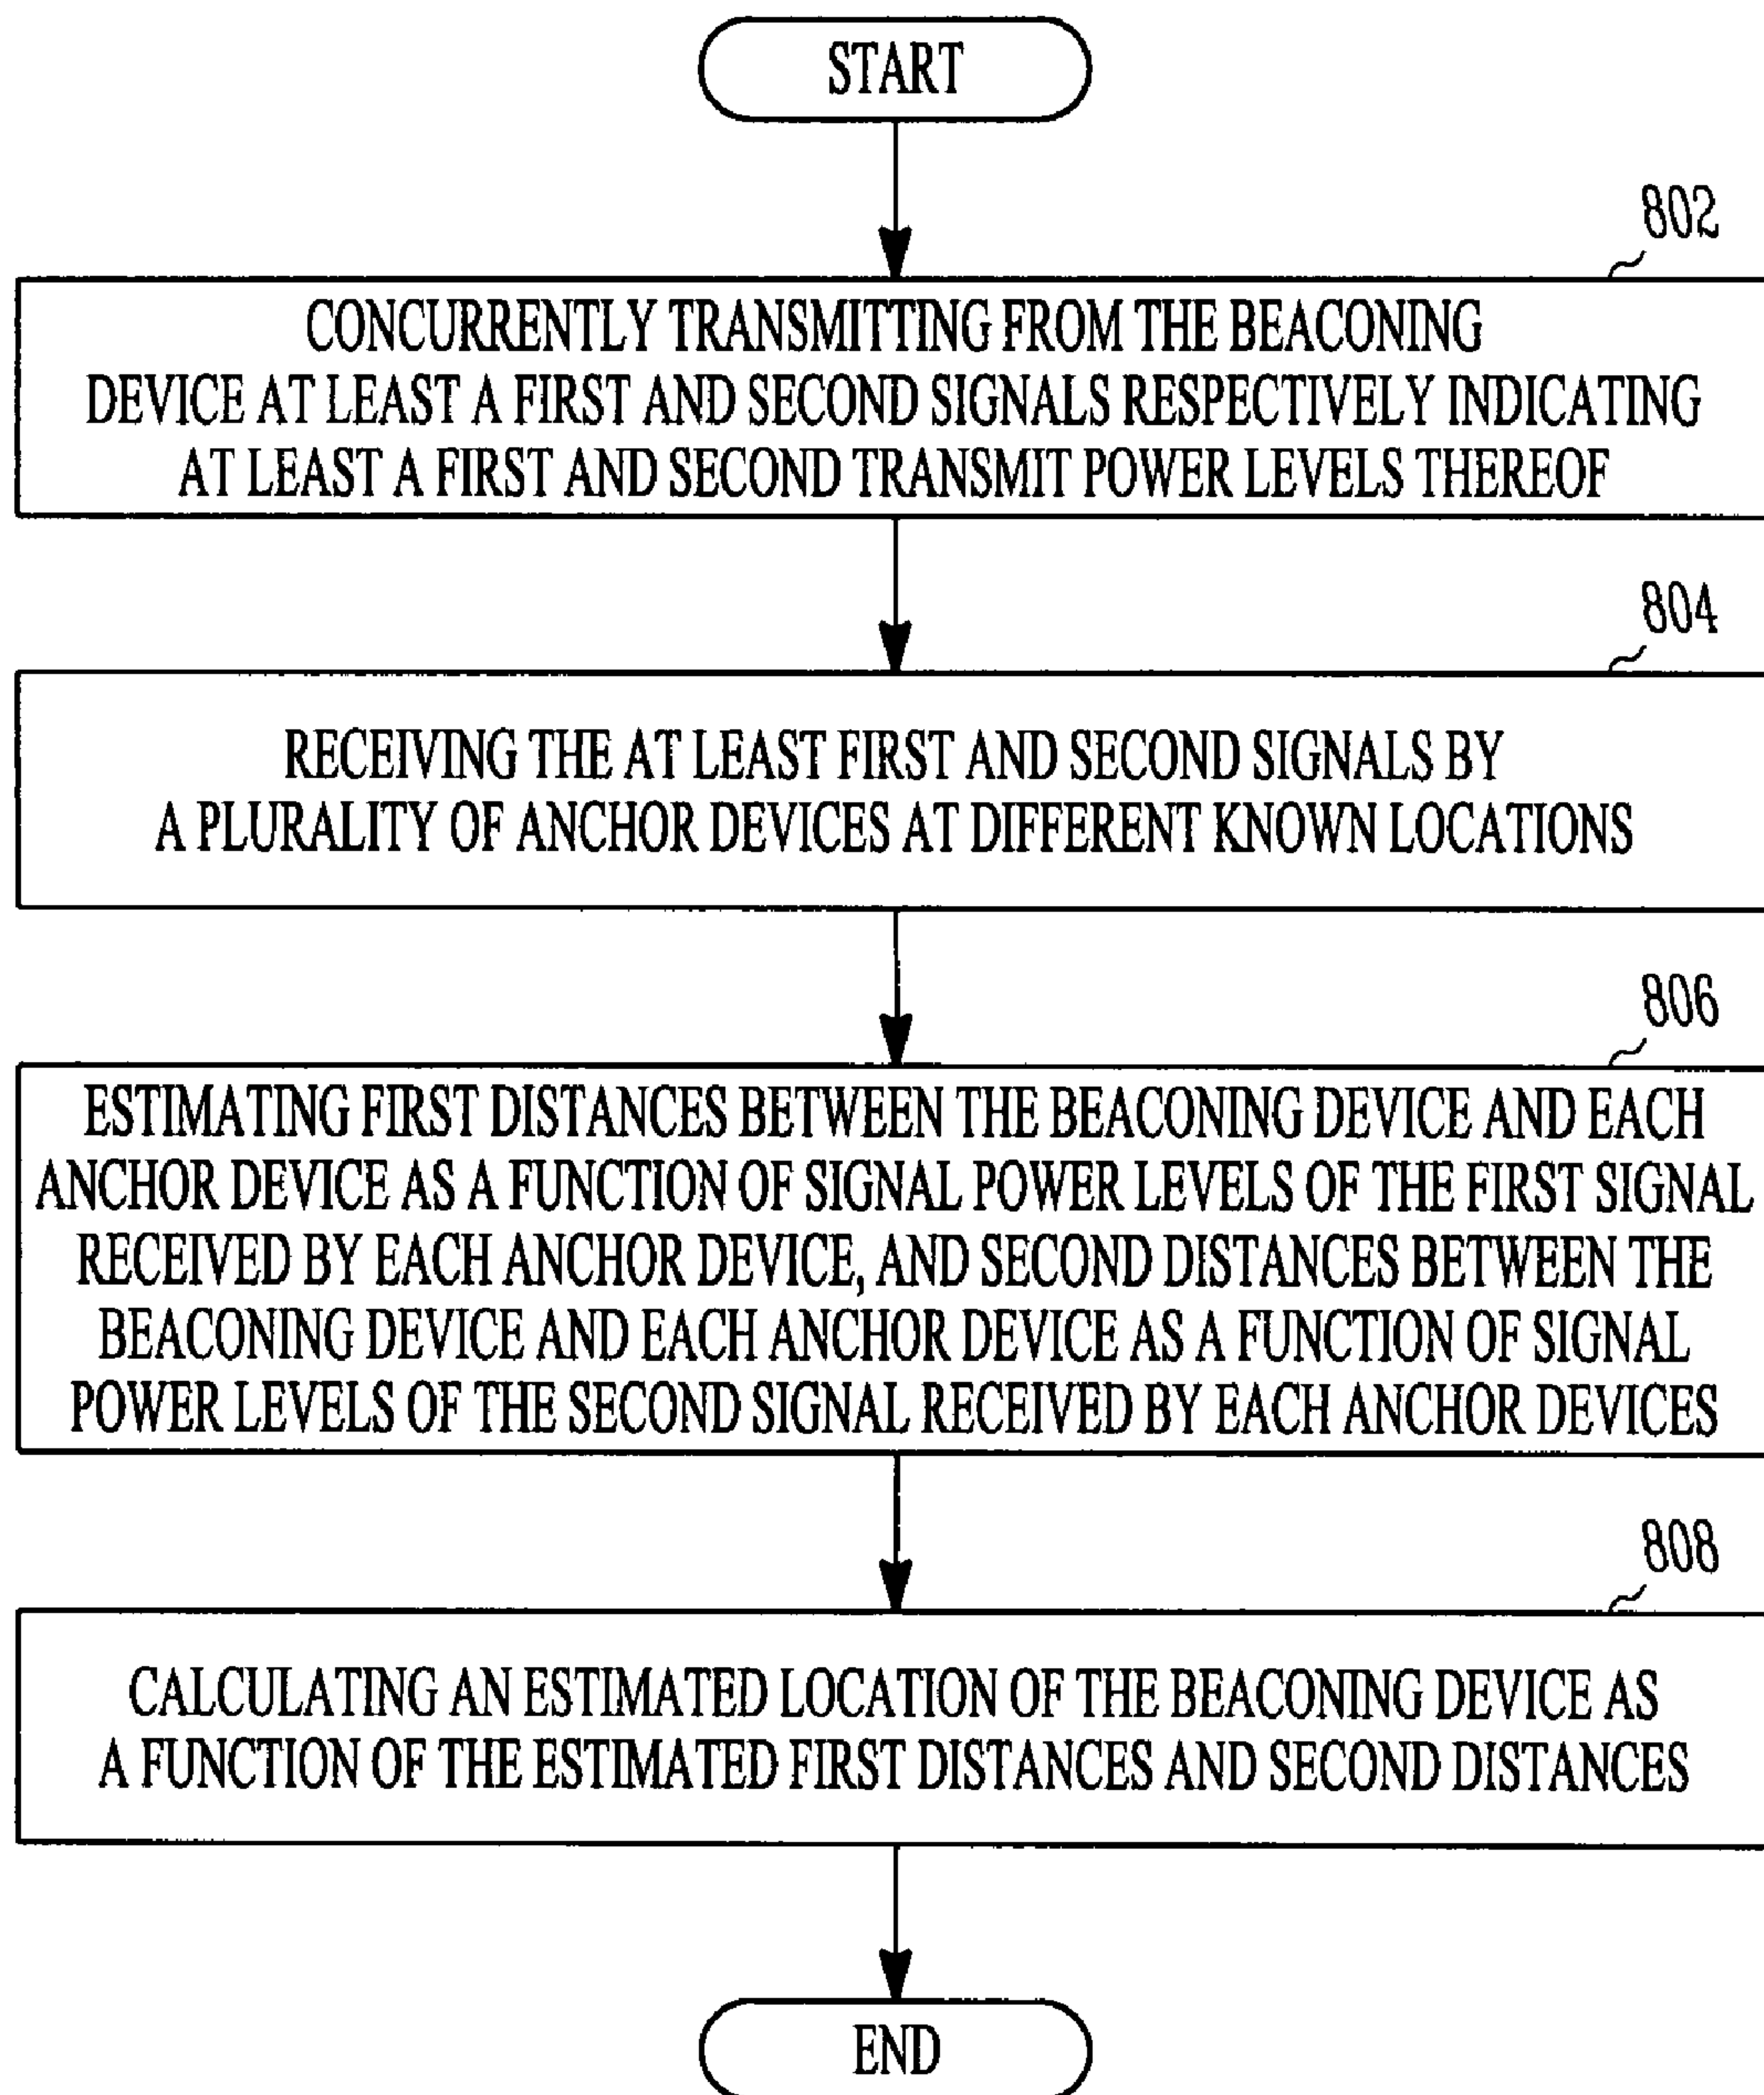 START
802
CONCURRENTLY TRANSMITTING FROM THE BEACONING
DEVICE AT LEAST A FIRST AND SECOND SIGNALS RESPECTIVELY INDICATING
AT LEAST A FIRST AND SECOND TRANSMIT POWER LEVELS THEREOF
804
RECEIVING THE AT LEAST FIRST AND SECOND SIGNALS BY
A PLURALITY OF ANCHOR DEVICES AT DIFFERENT KNOWN LOCATIONS
806
ESTIMATING FIRST DISTANCES BETWEEN THE BEACONING DEVICE AND EACH
ANCHOR DEVICE AS A FUNCTION OF SIGNAL POWER LEVELS OF THE FIRST SIGNAL
RECEIVED BY EACH ANCHOR DEVICE, AND SECOND DISTANCES BETWEEN THE
BEACONING DEVICE AND EACH ANCHOR DEVICE AS A FUNCTION OF SIGNAL
POWER LEVELS OF THE SECOND SIGNAL RECEIVED BY EACH ANCHOR DEVICES
808
CALCULATING AN ESTIMATED LOCATION OF THE BEACONING DEVICE AS
A FUNCTION OF THE ESTIMATED FIRST DISTANCES AND SECOND DISTANCES
END